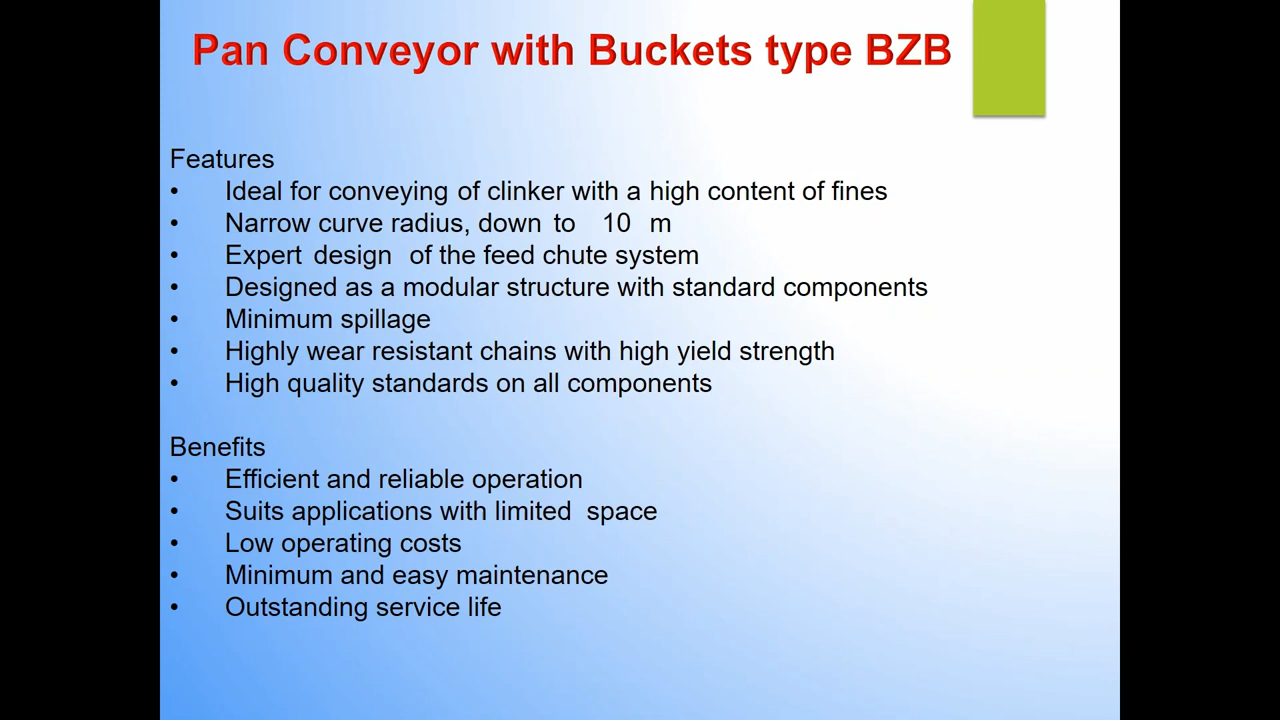 Pan Conveyor with Buckets type BZB
Features
• Ideal for conveying of clinker with a high content of fines
• Narrow curve radius, down to 10 m
• Expert design of the feed chute system
• Designed as a modular structure with standard components
• Minimum spillage
• Highly wear resistant chains with high yield strength
• High quality standards on all components
Benefits
• Efficient and reliable operation
• Suits applications with limited space
• Low operating costs
• Minimum and easy maintenance
• Outstanding service life